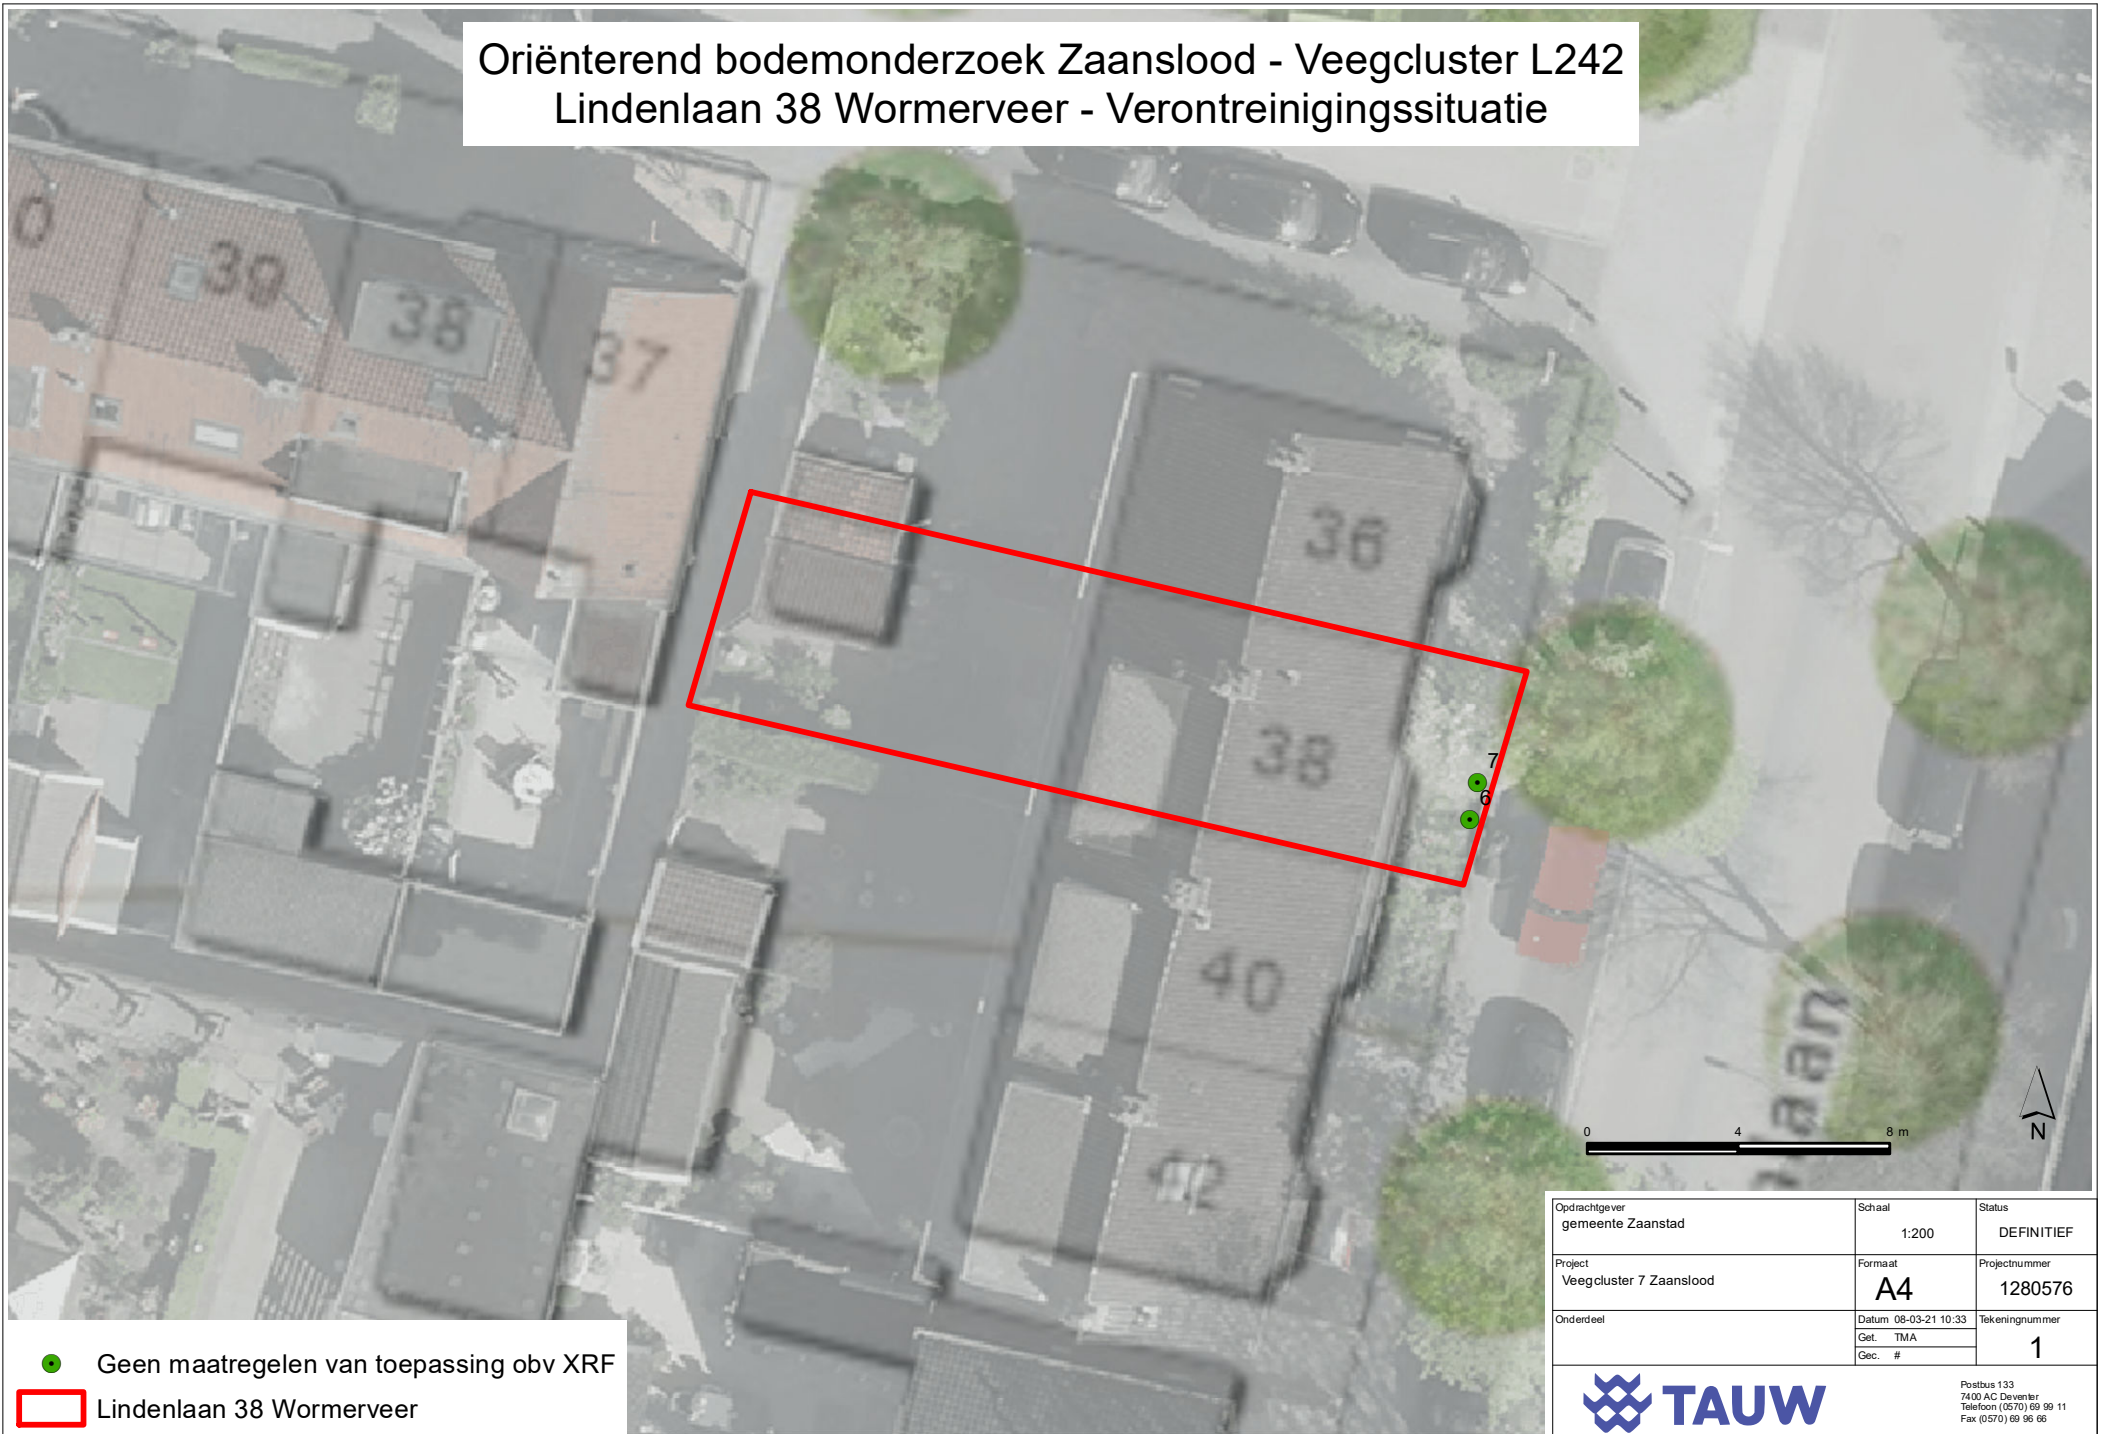 Oriënterend bodemonderzoek Zaanslood - Veegcluster L242
Lindenlaan 38 Wormerveer - Verontreinigingssituatie
39
38
37
36
38
7
6
40
42
laan
0 4 8 m
N
Opdrachtgever
gemeente Zaanstad
Schaal
1:200
Status
DEFINITIEF
Project
Veegcluster 7 Zaanslood
Formaat
A4
Projectnummer
1280576
Onderdeel
Datum 08-03-21 10:33
Get. TMA
Gec. #
Tekeningnummer
1
TAUW
Postbus 133
7400 AC Deventer
Telefoon (0570) 69 99 11
Fax (0570) 69 96 66
Geen maatregelen van toepassing obv XRF
Lindenlaan 38 Wormerveer